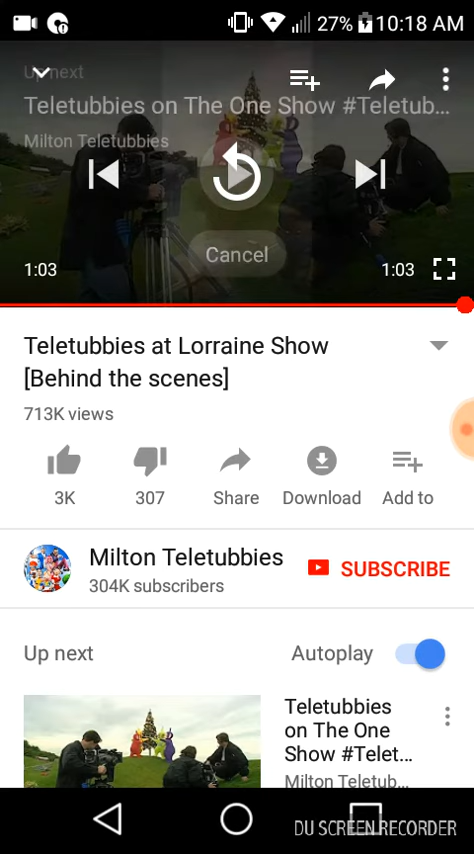 27% 10:18 AM
Up next
Teletubbies on The One Show #Teletub...
Milton Teletubbies
Cancel
1:03
1:03
Teletubbies at Lorraine Show
[Behind the scenes]
713K views
3K
307
Share
Download
Add to
Milton Teletubbies
304K subscribers
SUBSCRIBE
Up next
Autoplay
Teletubbies
on The One
Show #Telet...
Milton Teletub...
DU SCREEN RECORDER